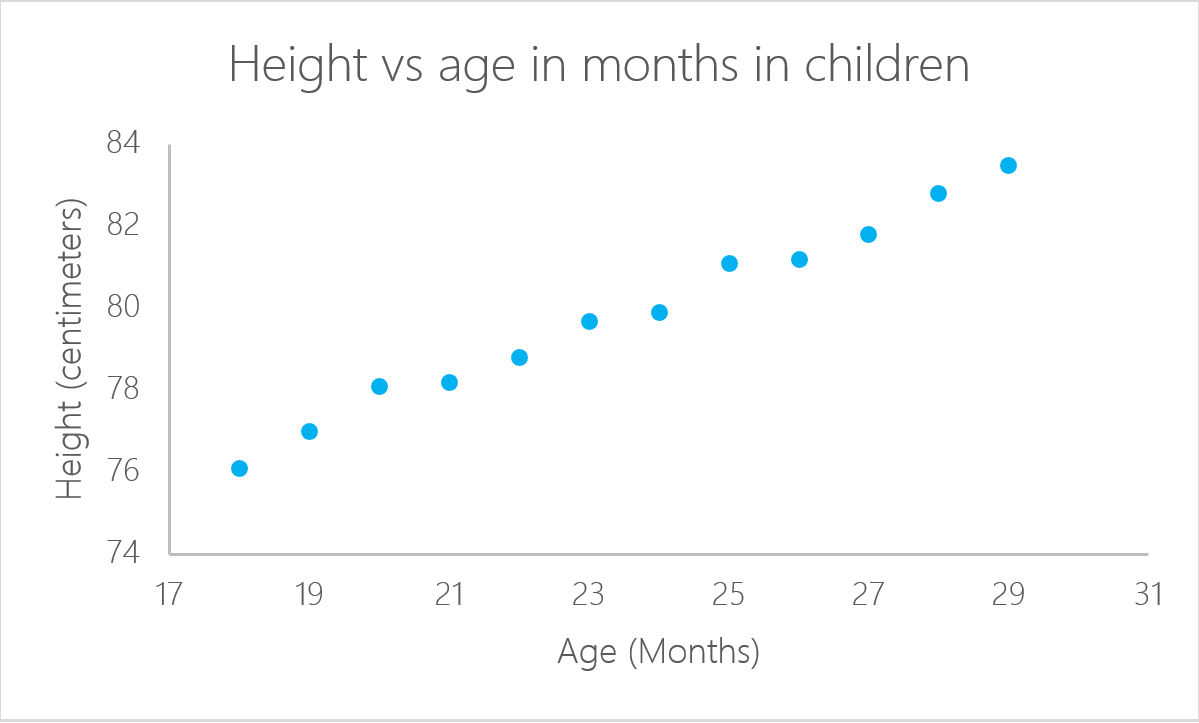 Height vs age in months in children
84
82
80
78
76
74
Height (centimeters)
17 19 21 23 25 27 29 31
Age (Months)